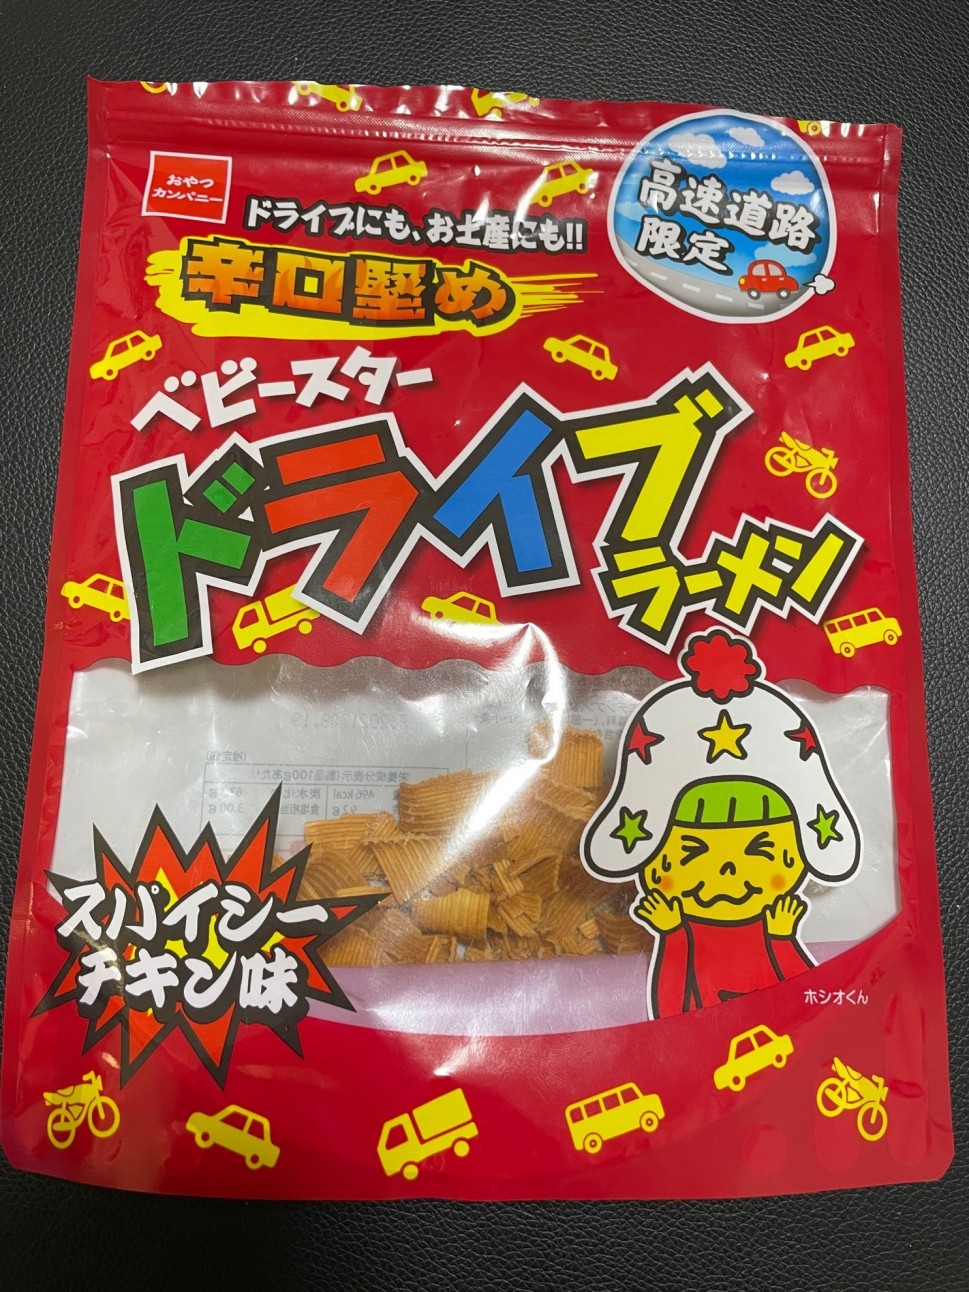 おやつ
カンパニー
ドライブにも、お土産にも!!
高速道路
限定
辛口堅め
ベビースター
ドライブ
ラーメン
スパイシー
チキン味
ホシオくん